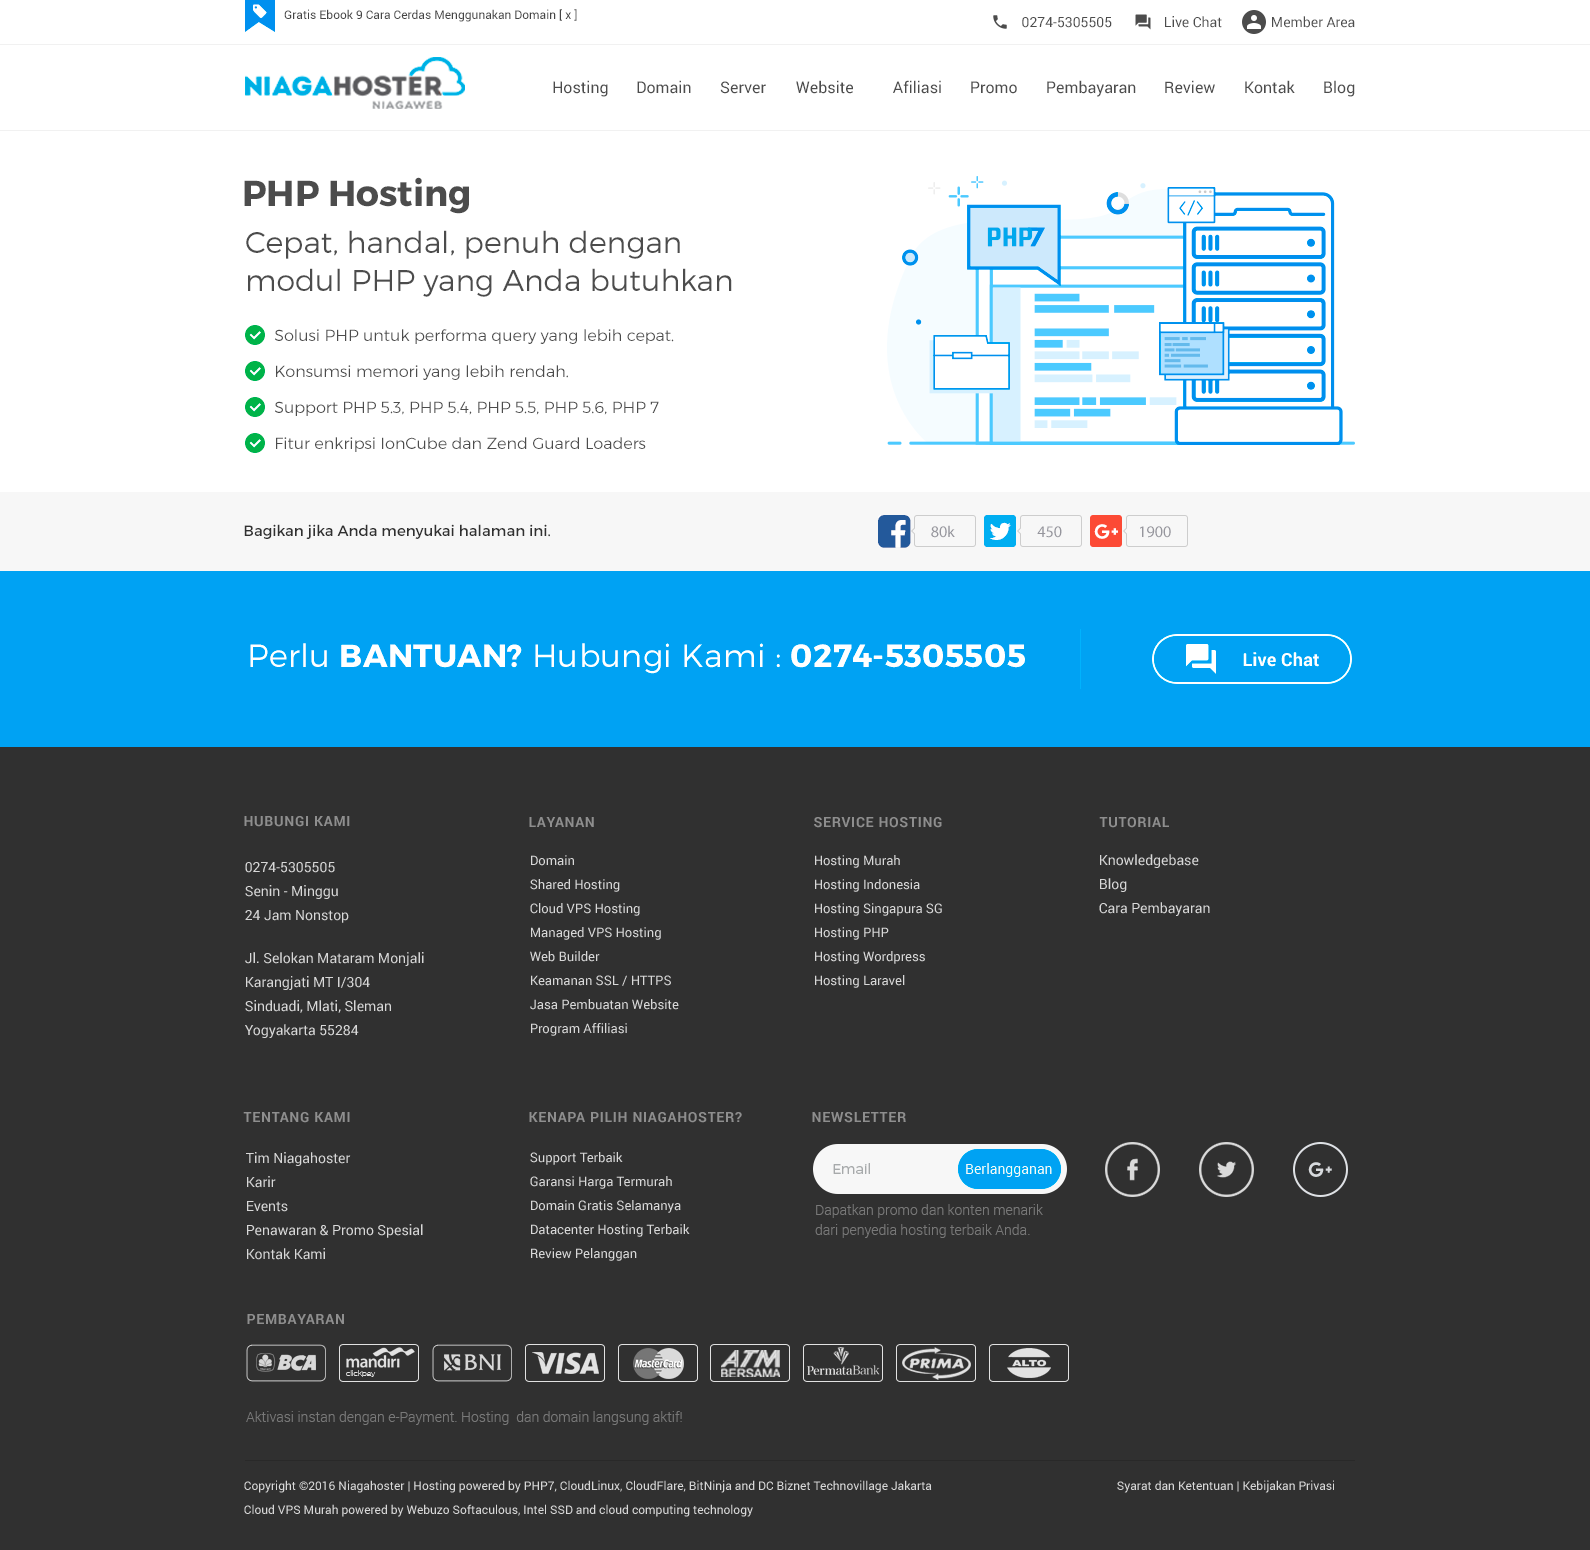 Gratis Ebook 9 Cara Cerdas Menggunakan Domain [ x ]
0274-5305505 Live Chat Member Area
NIAGAHOSTER
NIAGAWEB
Hosting Domain Server Website Afiliasi Promo Pembayaran Review Kontak Blog
PHP Hosting
Cepat, handal, penuh dengan
modul PHP yang Anda butuhkan
Solusi PHP untuk performa query yang lebih cepat.
Konsumsi memori yang lebih rendah.
Support PHP 5.3, PHP 5.4, PHP 5.5, PHP 5.6, PHP 7
Fitur enkripsi IonCube dan Zend Guard Loaders
</>
PHP7
Bagikan jika Anda menyukai halaman ini.
80k 450 G+ 1900
Perlu BANTUAN? Hubungi Kami : 0274-5305505
Live Chat
HUBUNGI KAMI
0274-5305505
Senin - Minggu
24 Jam Nonstop
Jl. Selokan Mataram Monjali
Karangjati MT I/304
Sinduadi, Mlati, Sleman
Yogyakarta 55284
LAYANAN
Domain
Shared Hosting
Cloud VPS Hosting
Managed VPS Hosting
Web Builder
Keamanan SSL / HTTPS
Jasa Pembuatan Website
Program Affiliasi
SERVICE HOSTING
Hosting Murah
Hosting Indonesia
Hosting Singapura SG
Hosting PHP
Hosting Wordpress
Hosting Laravel
TUTORIAL
Knowledgebase
Blog
Cara Pembayaran
TENTANG KAMI
Tim Niagahoster
Karir
Events
Penawaran & Promo Spesial
Kontak Kami
KENAPA PILIH NIAGAHOSTER?
Support Terbaik
Garansi Harga Termurah
Domain Gratis Selamanya
Datacenter Hosting Terbaik
Review Pelanggan
NEWSLETTER
Email Berlangganan
Dapatkan promo dan konten menarik
dari penyedia hosting terbaik Anda.
G+
PEMBAYARAN
BCA
mandiri
clickpay
BNI
VISA
MasterCard
ATM
BERSAMA
PermataBank
PRIMA
ALTO
Aktivasi instan dengan e-Payment. Hosting dan domain langsung aktif!
Copyright ©2016 Niagahoster | Hosting powered by PHP7, CloudLinux, CloudFlare, BitNinja and DC Biznet Technovillage Jakarta
Cloud VPS Murah powered by Webuzo Softaculous, Intel SSD and cloud computing technology
Syarat dan Ketentuan | Kebijakan Privasi